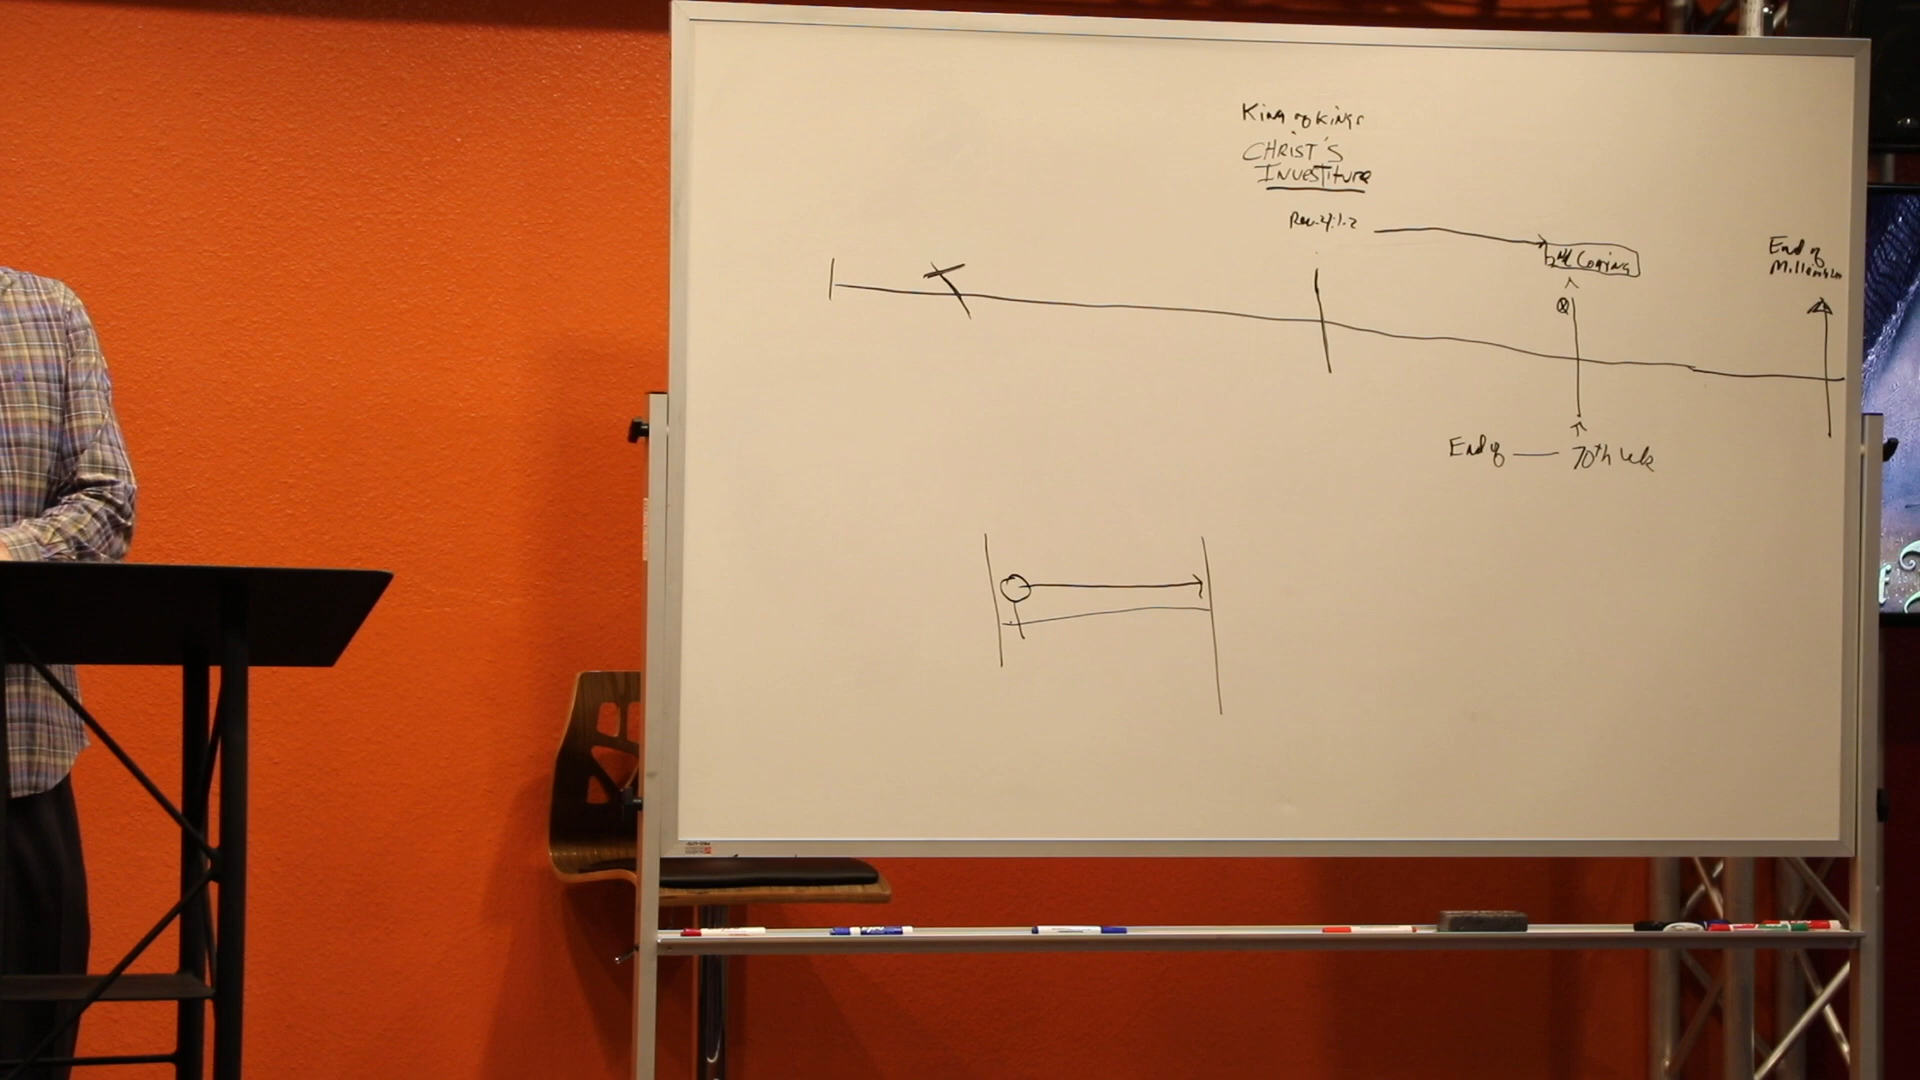 King of Kings
CHRIST'S
INVESTITURE
Rev. 4:1-2
2nd Coming
End of
Millennium
End of — 70th Wk